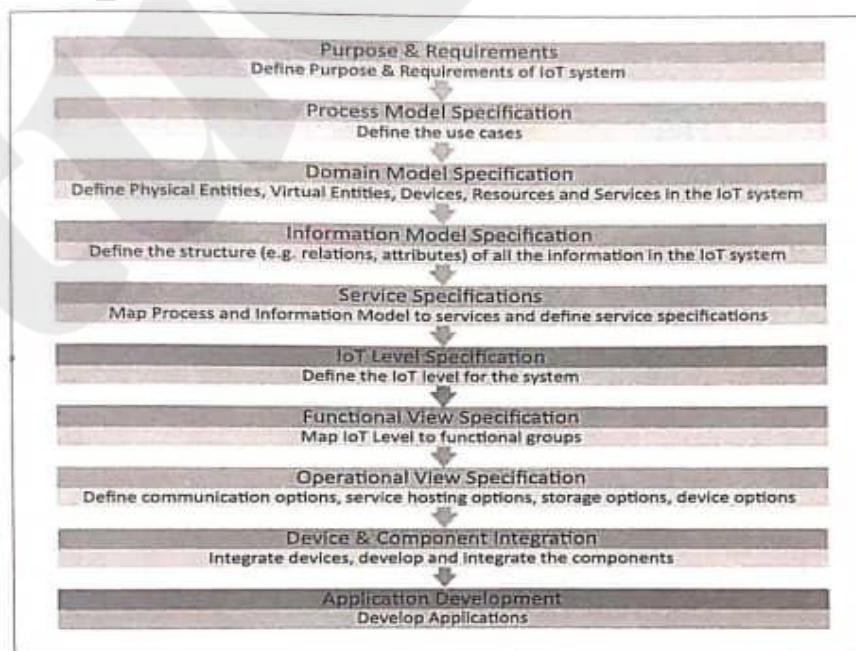 Purpose & Requirements
Define Purpose & Requirements of IoT system
Process Model Specification
Define the use cases
Domain Model Specification
Define Physical Entities, Virtual Entities, Devices, Resources and Services in the IoT system
Information Model Specification
Define the structure (e.g. relations, attributes) of all the information in the IoT system
Service Specifications
Map Process and Information Model to services and define service specifications
IoT Level Specification
Define the IoT level for the system
Functional View Specification
Map IoT Level to functional groups
Operational View Specification
Define communication options, service hosting options, storage options, device options
Device & Component Integration
Integrate devices, develop and integrate the components
Application Development
Develop Applications